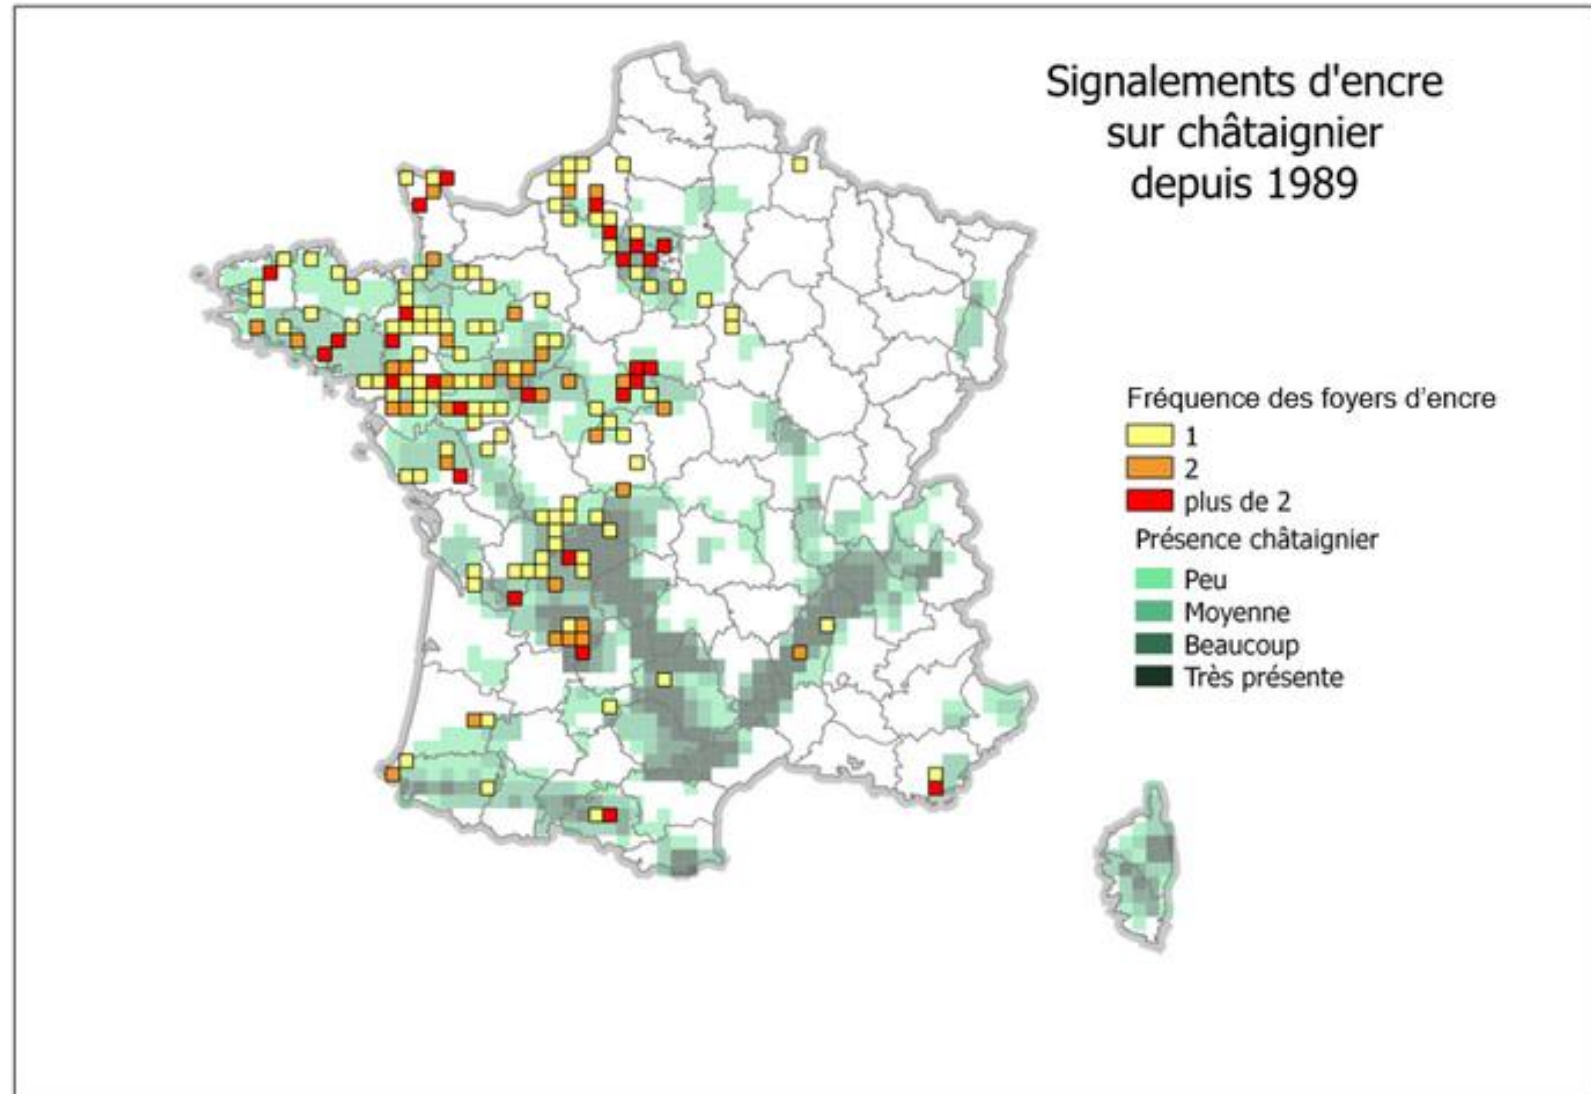 Signalements d'encre
sur châtaignier
depuis 1989
Fréquence des foyers d’encre
1
2
plus de 2
Présence châtaignier
Peu
Moyenne
Beaucoup
Très présente